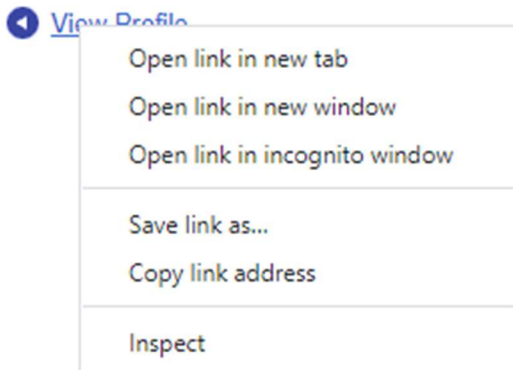 View Profile
Open link in new tab
Open link in new window
Open link in incognito window
Save link as...
Copy link address
Inspect